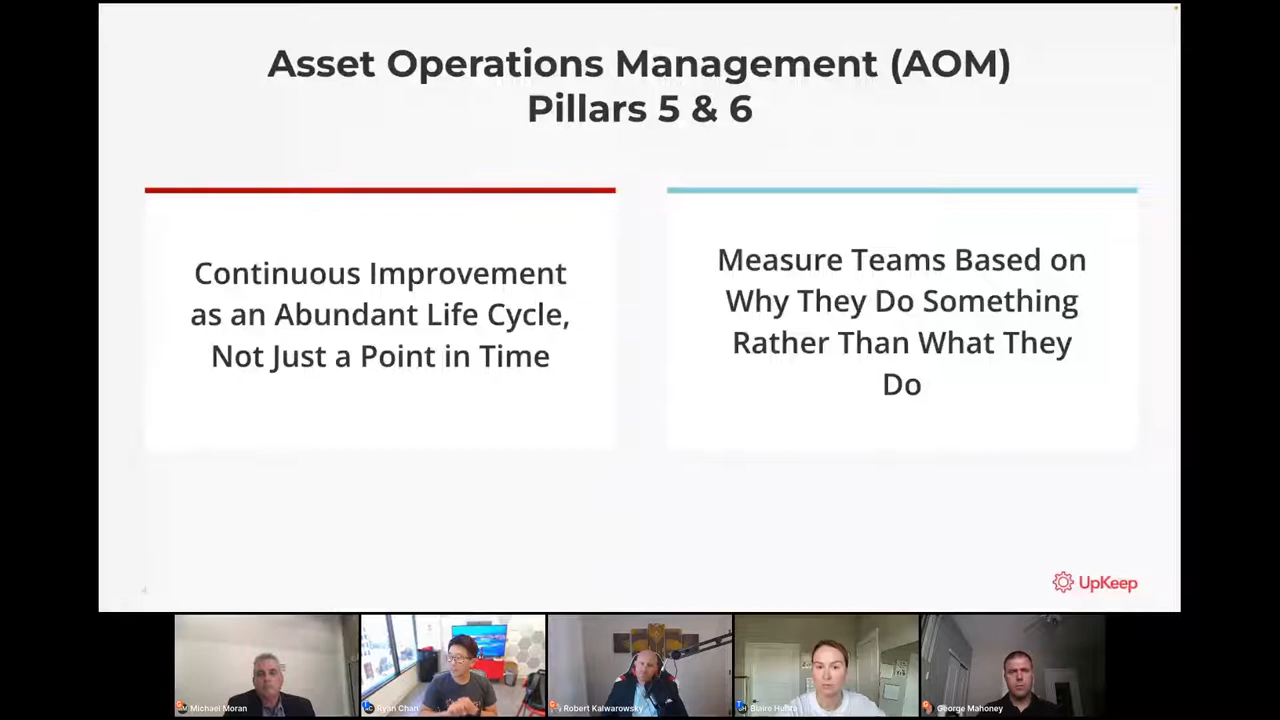 Asset Operations Management (AOM)
Pillars 5 & 6
Continuous Improvement
as an Abundant Life Cycle,
Not Just a Point in Time
Measure Teams Based on
Why They Do Something
Rather Than What They
Do
4
UpKeep
Michael Moran
Ryan Chan
Robert Kalwarowsky
Blaire
George Mahoney